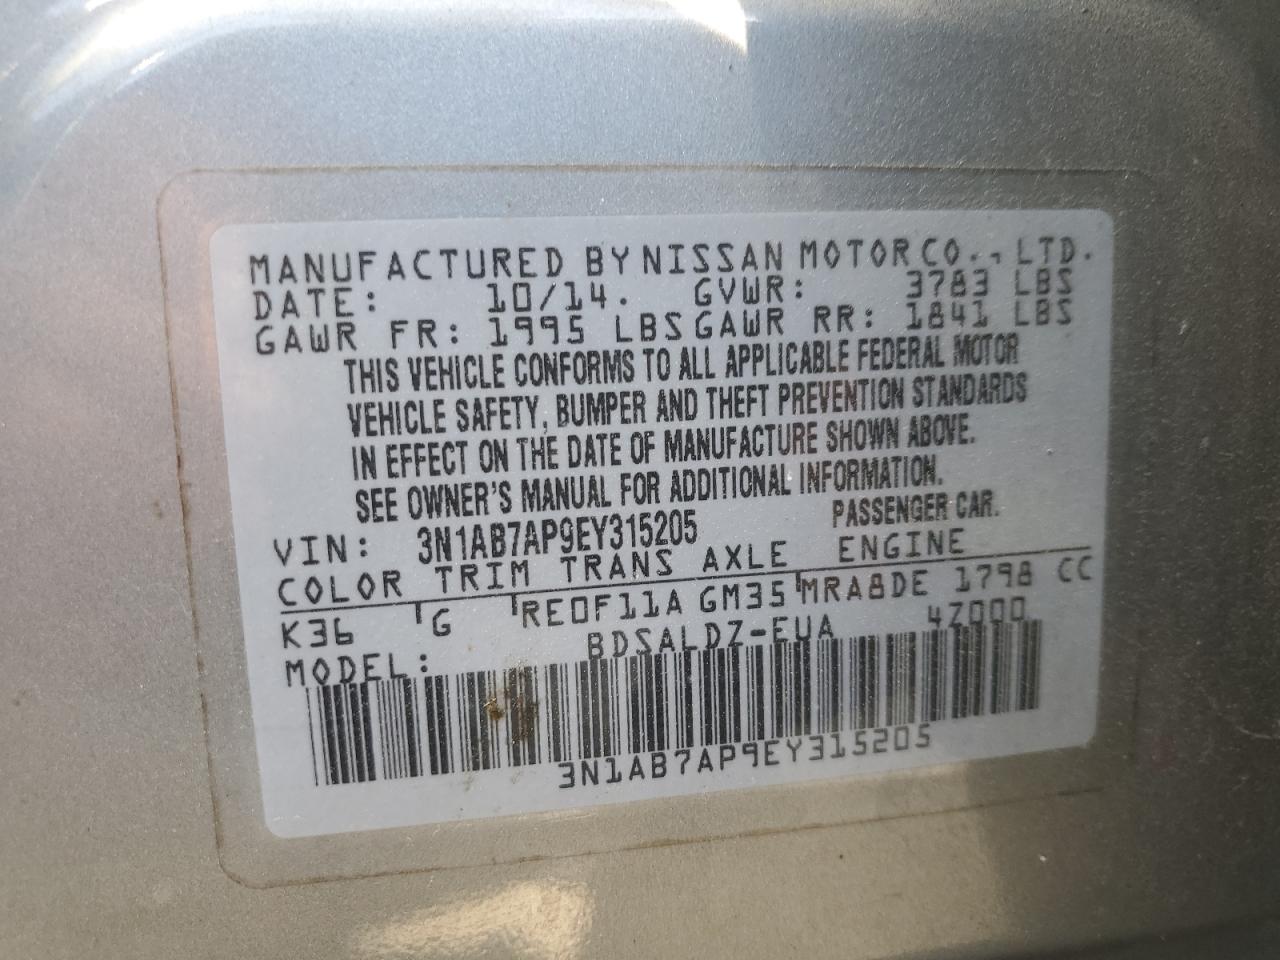 MANUFACTURED BY NISSAN MOTOR CO., LTD.
DATE: 10/14. GVWR: 3783 LBS
GAWR FR: 1995 LBS GAWR RR: 1841 LBS
THIS VEHICLE CONFORMS TO ALL APPLICABLE FEDERAL MOTOR
VEHICLE SAFETY, BUMPER AND THEFT PREVENTION STANDARDS
IN EFFECT ON THE DATE OF MANUFACTURE SHOWN ABOVE.
SEE OWNER'S MANUAL FOR ADDITIONAL INFORMATION.
VIN: 3N1AB7AP9EY315205 PASSENGER CAR.
COLOR TRIM TRANS AXLE ENGINE
K36 G RE0F11A GM35 MRA8DE 1798 CC
MODEL: BDSALDZ-EUA 4Z000
3N1AB7AP9EY315205